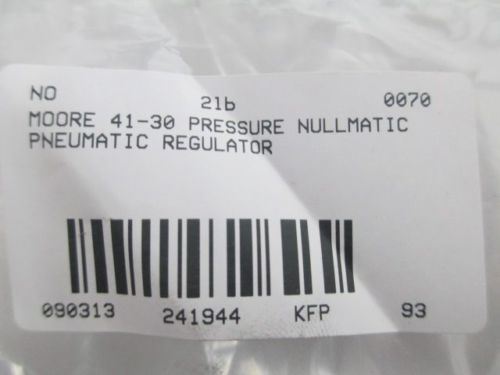 NO 21b 0070
MOORE 41-30 PRESSURE NULLMATIC
PNEUMATIC REGULATOR
090313 241944 KFP 93